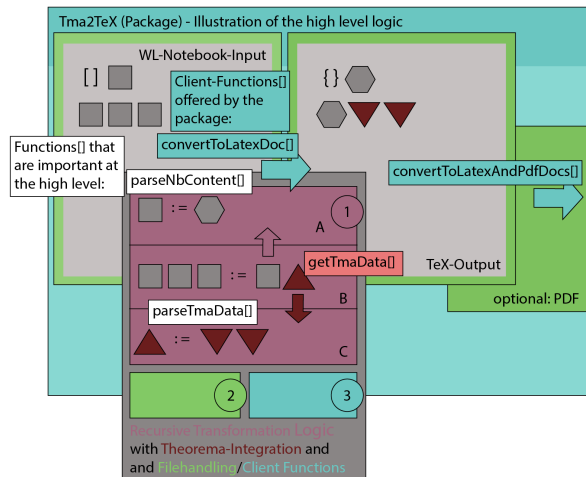 Tma2TeX (Package) - Illustration of the high level logic
WL-Notebook-Input
[ ]
{ }
Client-Functions[]
offered by the
package:
convertToLatexDoc[]
Functions[] that
are important at
the high level:
convertToLatexAndPdfDocs[]
parseNbContent[]
:=
1
A
getTmaData[]
TeX-Output
:=
B
optional: PDF
parseTmaData[]
:=
C
2
3
Recursive Transformation Logic
with Theorema-Integration and
and Filehandling/Client Functions